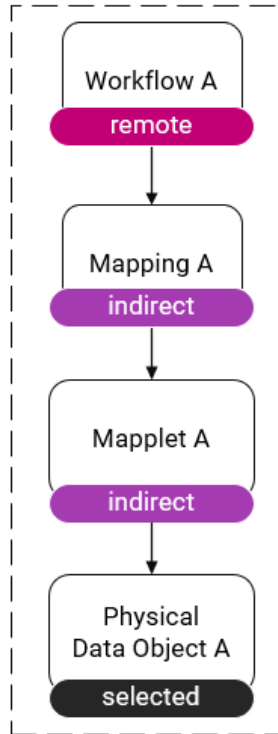 Workflow A
remote
Mapping A
indirect
Mapplet A
indirect
Physical
Data Object A
selected